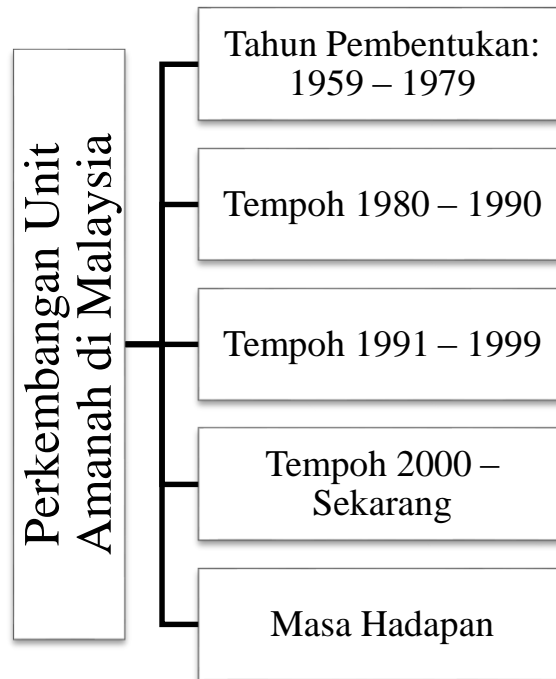 Perkembangan Unit
Amanah di Malaysia
Tahun Pembentukan:
1959 – 1979
Tempoh 1980 – 1990
Tempoh 1991 – 1999
Tempoh 2000 –
Sekarang
Masa Hadapan